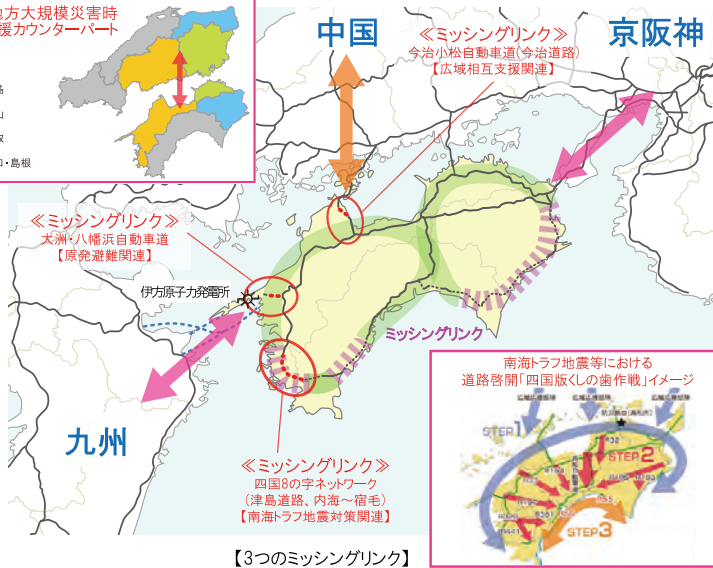 地方大規模災害時
援カウンターパート
・島根
中国
京阪神
九州
≪ミッシングリンク≫
今治小松自動車道(今治道路)
【広域相互支援関連】
≪ミッシングリンク≫
大洲・八幡浜自動車道
【原発避難関連】
伊方原子力発電所
ミッシングリンク
≪ミッシングリンク≫
四国8の字ネットワーク
(津島道路、内海～宿毛)
【南海トラフ地震対策関連】
南海トラフ地震等における
道路啓開「四国版くしの歯作戦」イメージ
STEP1
R32
STEP2
STEP3
【3つのミッシングリンク】